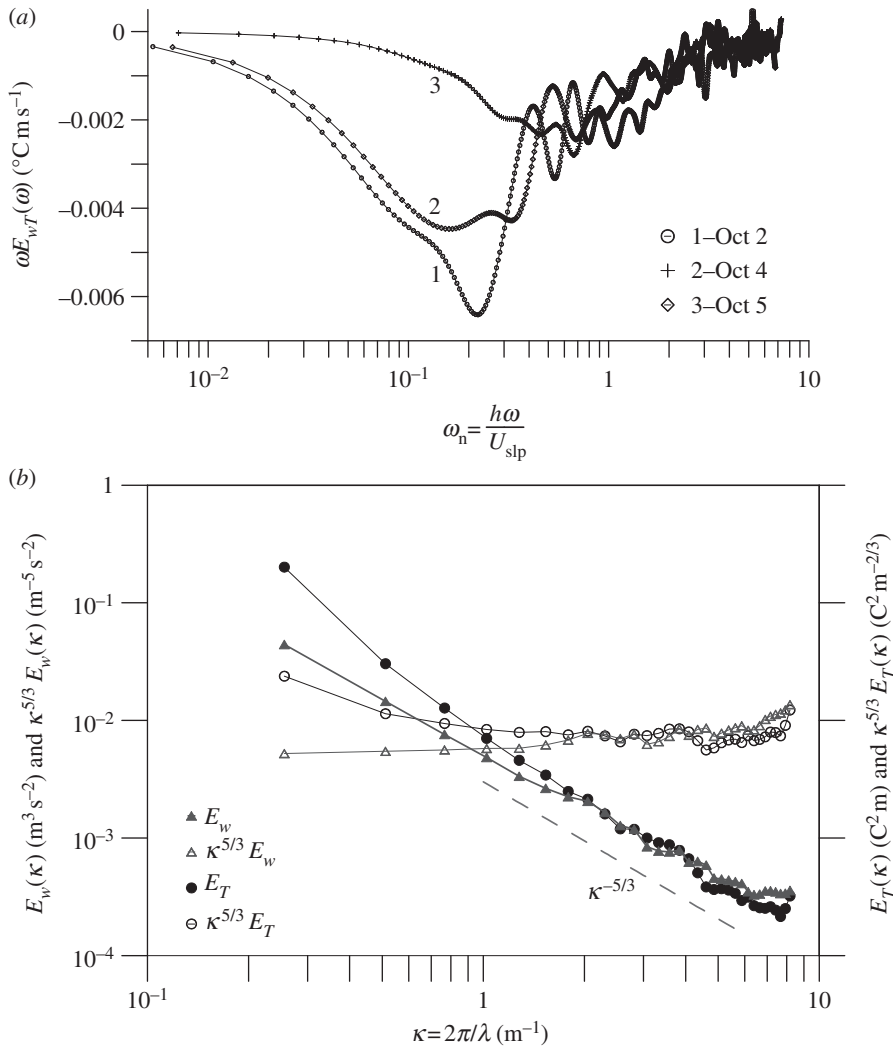 (a)
0
−0.002
−0.004
−0.006
ωE_wT(ω) (°C m s⁻¹)
3
2
1
1–Oct 2
2–Oct 4
3–Oct 5
10⁻² 10⁻¹ 1 10
ωₙ = hω / U_slp
(b)
1
10⁻¹
10⁻²
10⁻³
10⁻⁴
E_w(κ) (m³ s⁻²) and κ^5/3 E_w(κ) (m⁻⁵ s⁻²)
E_T(κ) (C² m) and κ^5/3 E_T(κ) (C² m^−2/3)
E_w
κ^5/3 E_w
E_T
κ^5/3 E_T
κ^−5/3
10⁻¹ 1 10
κ = 2π/λ (m⁻¹)